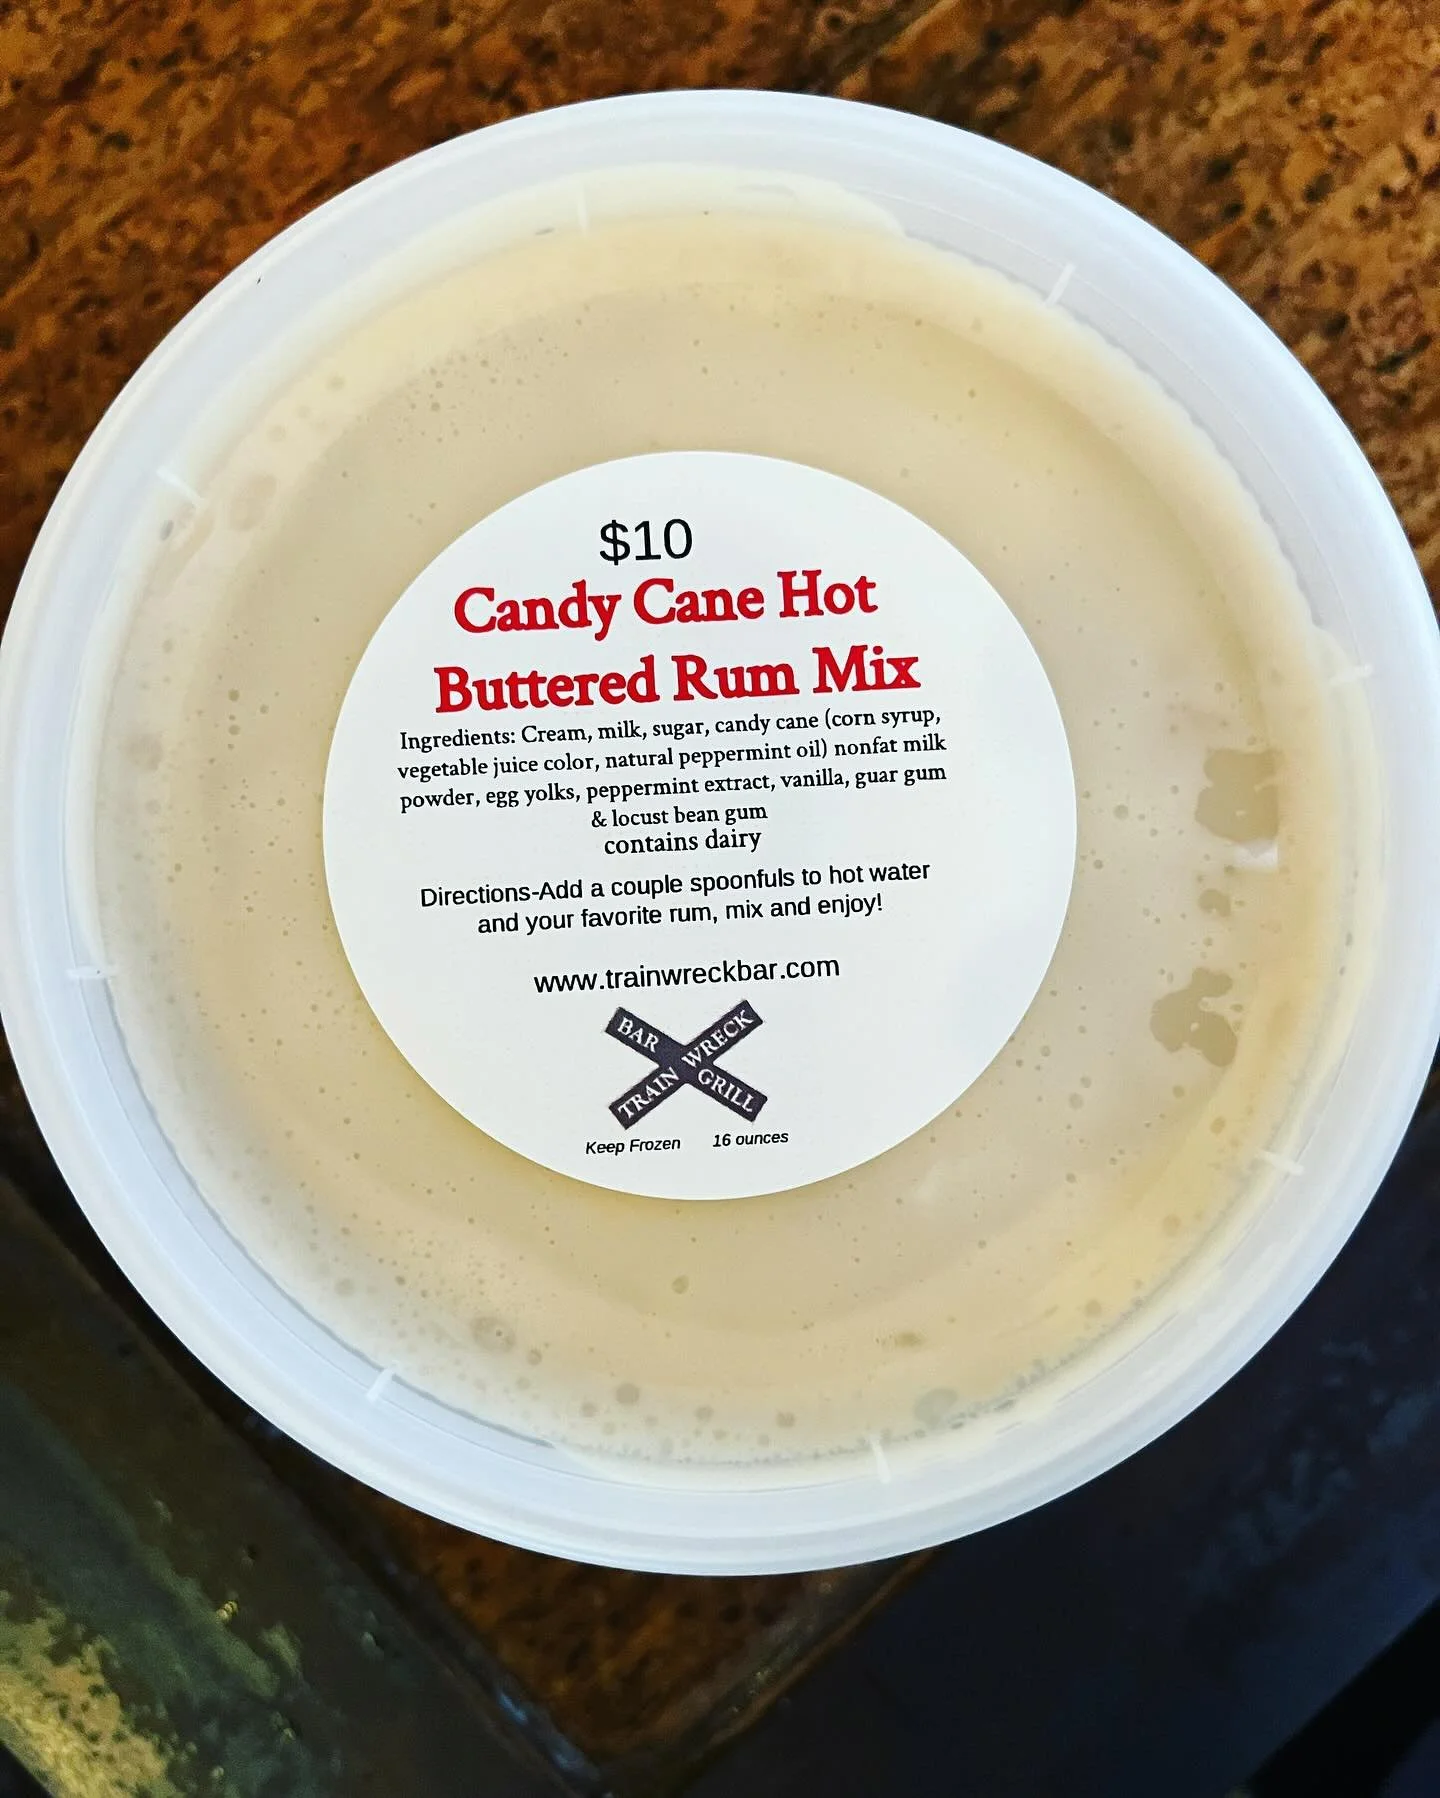 $10
Candy Cane Hot
Buttered Rum Mix
Ingredients: Cream, milk, sugar, candy cane (corn syrup,
vegetable juice color, natural peppermint oil) nonfat milk
powder, egg yolks, peppermint extract, vanilla, guar gum
& locust bean gum
contains dairy
Directions-Add a couple spoonfuls to hot water
and your favorite rum, mix and enjoy!
www.trainwreckbar.com
BAR
TRAIN WRECK
GRILL
Keep Frozen 16 ounces